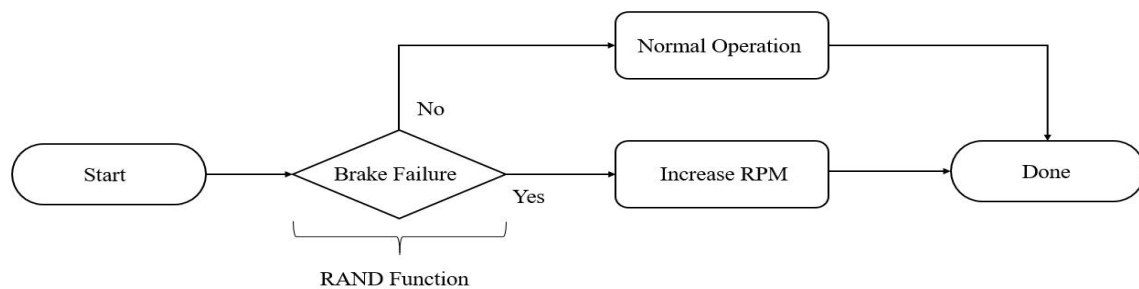 Normal Operation
No
Start
Brake Failure
Yes
Increase RPM
Done
RAND Function